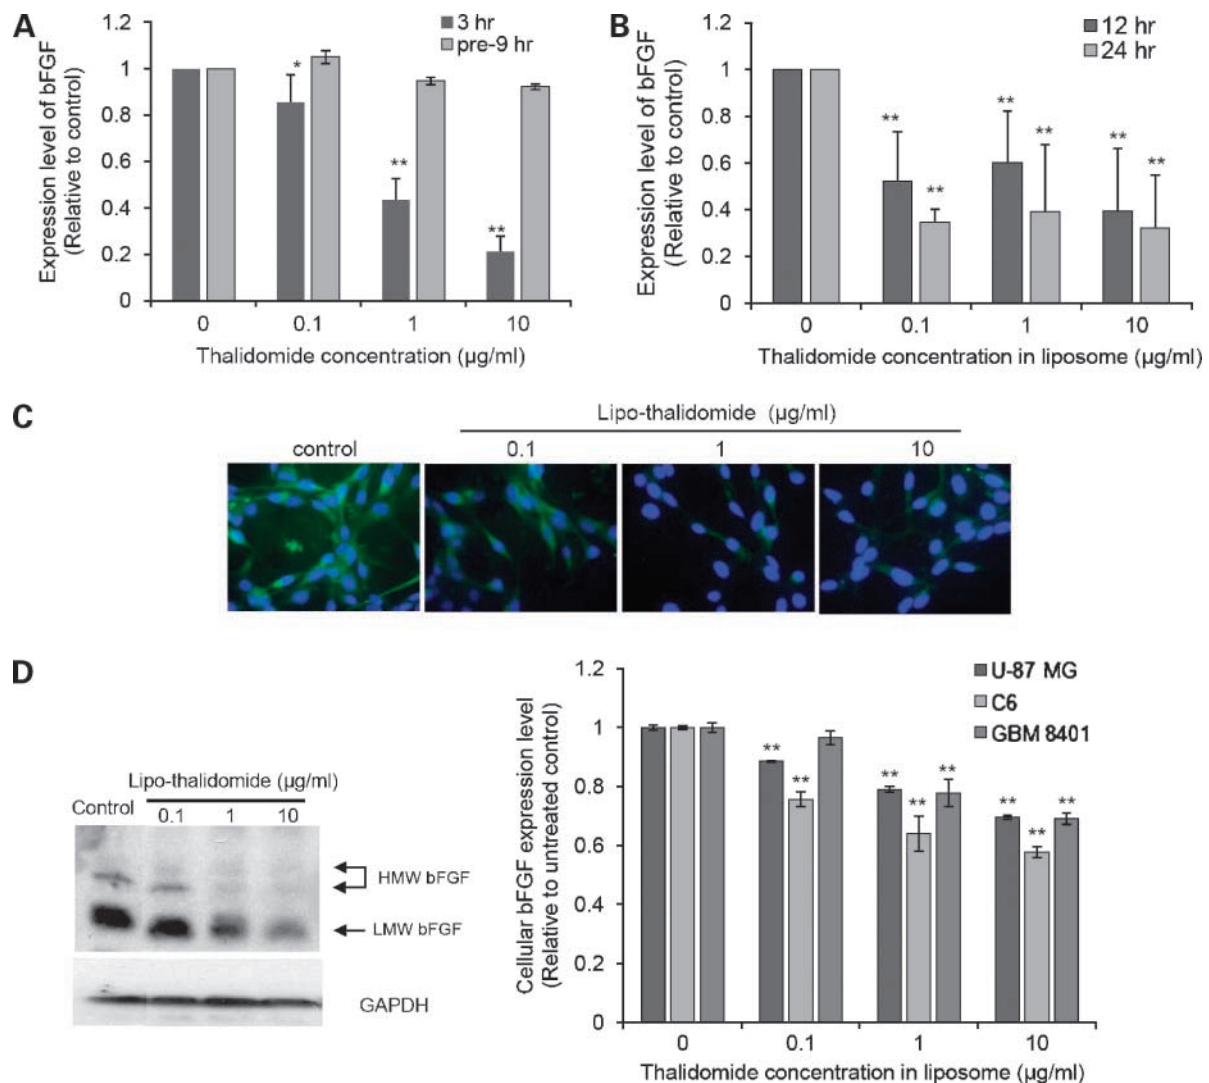 A
Expression level of bFGF
(Relative to control)
1.2
1
0.8
0.6
0.4
0.2
0
3 hr
pre-9 hr
*
**
**
0
0.1
1
10
Thalidomide concentration (µg/ml)
B
Expression level of bFGF
(Relative to control)
1.2
1
0.8
0.6
0.4
0.2
0
12 hr
24 hr
**
**
**
**
**
**
0
0.1
1
10
Thalidomide concentration in liposome (µg/ml)
C
Lipo-thalidomide (µg/ml)
control
0.1
1
10
D
Lipo-thalidomide (µg/ml)
Control
0.1
1
10
HMW bFGF
LMW bFGF
GAPDH
Cellular bFGF expression level
(Relative to untreated control)
1.2
1
0.8
0.6
0.4
0.2
0
U-87 MG
C6
GBM 8401
**
**
**
**
**
**
**
**
0
0.1
1
10
Thalidomide concentration in liposome (µg/ml)